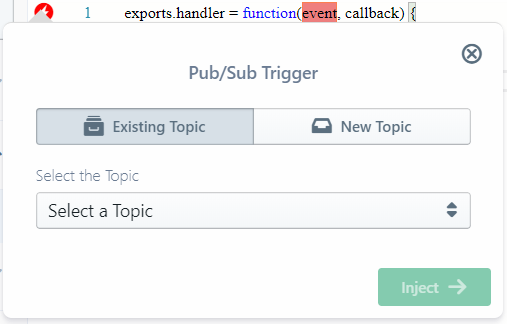 1 exports.handler = function(event, callback) {
Pub/Sub Trigger
Existing Topic New Topic
Select the Topic
Select a Topic
Inject